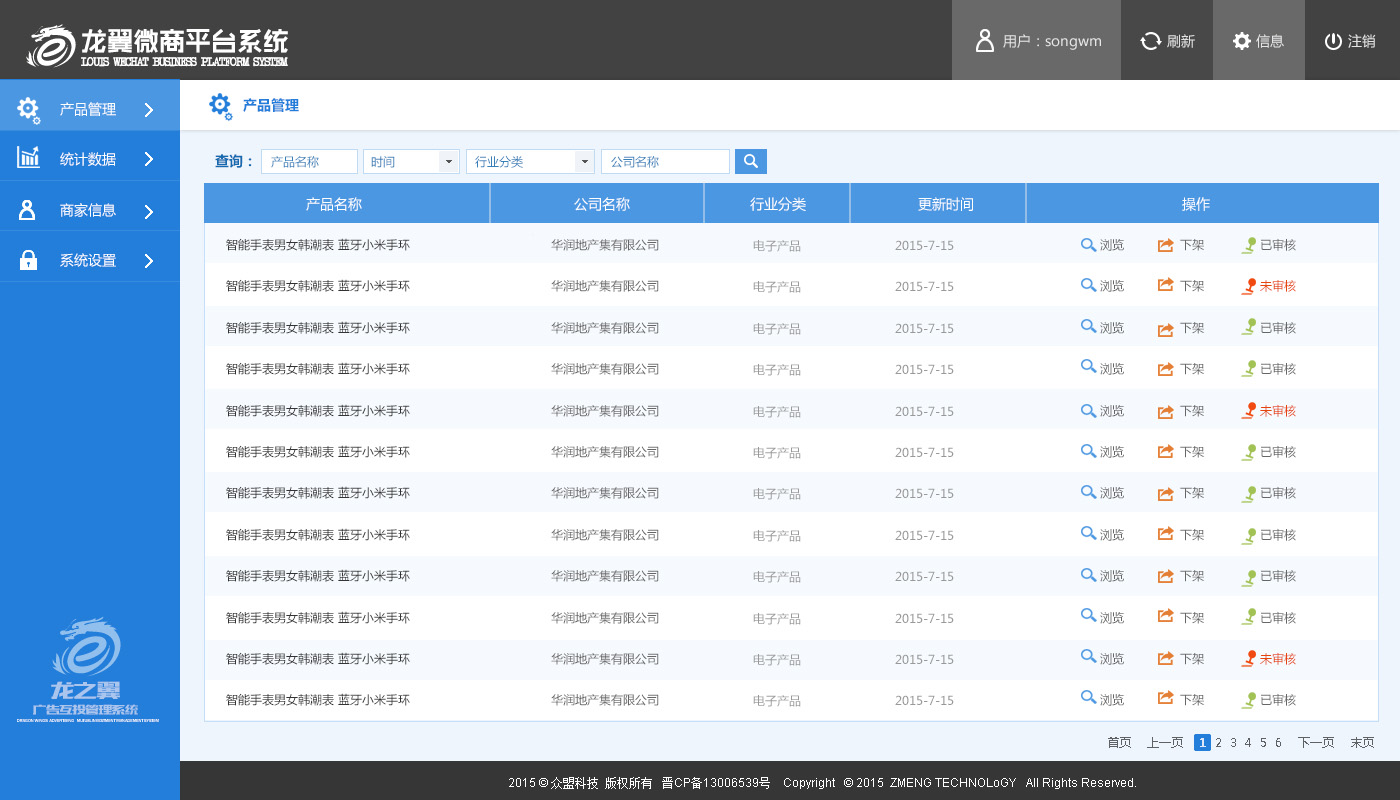 龙翼微商平台系统
LOUIS WECHAT BUSINESS PLATFORM SYSTEM
用户：songwm 刷新 信息 注销
产品管理
统计数据
商家信息
系统设置
龙之翼
广告互投管理系统
产品管理
查询： 产品名称 时间 行业分类 公司名称
产品名称 公司名称 行业分类 更新时间 操作
智能手表男女韩潮表 蓝牙小米手环 华润地产集有限公司 电子产品 2015-7-15 浏览 下架 已审核
智能手表男女韩潮表 蓝牙小米手环 华润地产集有限公司 电子产品 2015-7-15 浏览 下架 未审核
智能手表男女韩潮表 蓝牙小米手环 华润地产集有限公司 电子产品 2015-7-15 浏览 下架 已审核
智能手表男女韩潮表 蓝牙小米手环 华润地产集有限公司 电子产品 2015-7-15 浏览 下架 已审核
智能手表男女韩潮表 蓝牙小米手环 华润地产集有限公司 电子产品 2015-7-15 浏览 下架 未审核
智能手表男女韩潮表 蓝牙小米手环 华润地产集有限公司 电子产品 2015-7-15 浏览 下架 已审核
智能手表男女韩潮表 蓝牙小米手环 华润地产集有限公司 电子产品 2015-7-15 浏览 下架 已审核
智能手表男女韩潮表 蓝牙小米手环 华润地产集有限公司 电子产品 2015-7-15 浏览 下架 已审核
智能手表男女韩潮表 蓝牙小米手环 华润地产集有限公司 电子产品 2015-7-15 浏览 下架 已审核
智能手表男女韩潮表 蓝牙小米手环 华润地产集有限公司 电子产品 2015-7-15 浏览 下架 已审核
智能手表男女韩潮表 蓝牙小米手环 华润地产集有限公司 电子产品 2015-7-15 浏览 下架 未审核
智能手表男女韩潮表 蓝牙小米手环 华润地产集有限公司 电子产品 2015-7-15 浏览 下架 已审核
首页 上一页 1 2 3 4 5 6 下一页 末页
2015 © 众盟科技 版权所有 晋CP备13006539号 Copyright © 2015 ZMENG TECHNOLoGY All Rights Reserved.